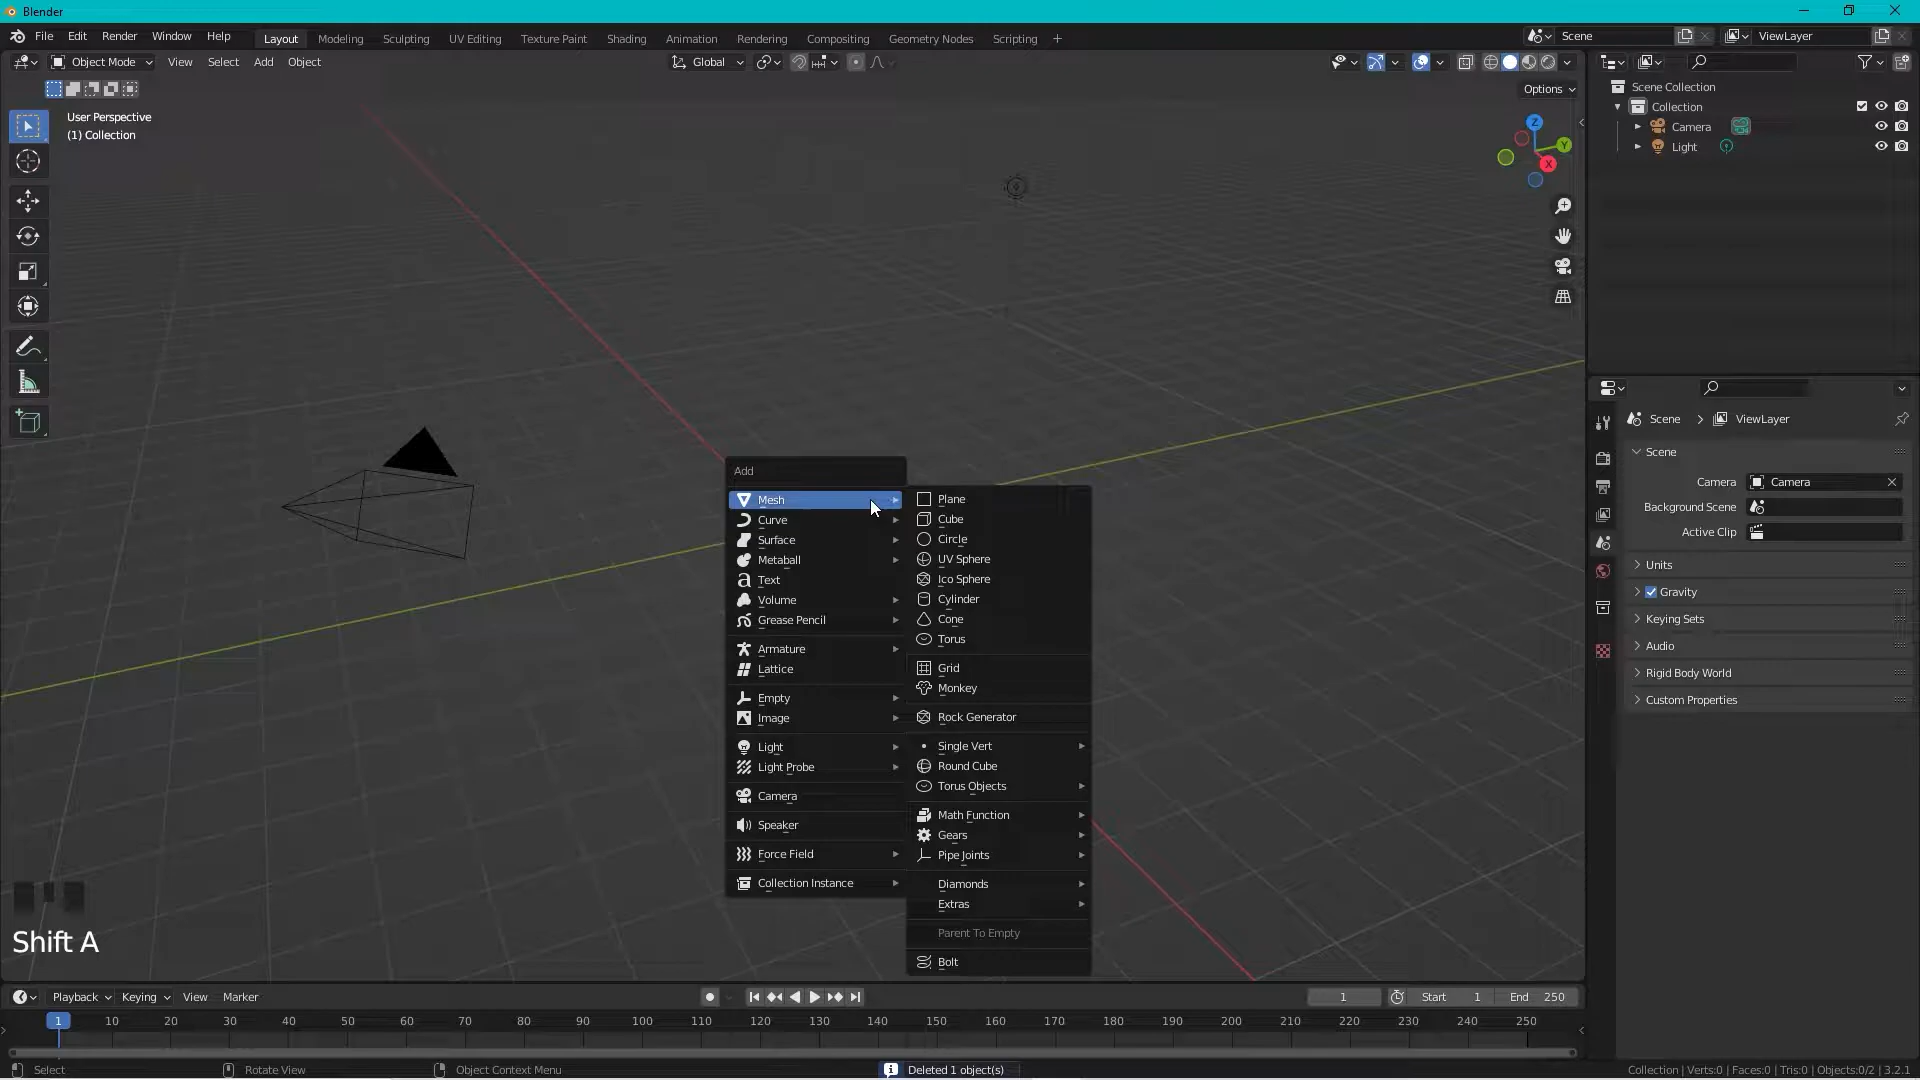 Blender
File Edit Render Window Help
Layout Modeling Sculpting UV Editing Texture Paint Shading Animation Rendering Compositing Geometry Nodes Scripting +
Scene
ViewLayer
Object Mode View Select Add Object
Global
Options
User Perspective
(1) Collection
Z
Y
X
Scene Collection
Collection
Camera
Light
Scene > ViewLayer
Scene
Camera Camera
Background Scene
Active Clip
Units
Gravity
Keying Sets
Audio
Rigid Body World
Custom Properties
Add
Mesh
Curve
Surface
Metaball
Text
Volume
Grease Pencil
Armature
Lattice
Empty
Image
Light
Light Probe
Camera
Speaker
Force Field
Collection Instance
Plane
Cube
Circle
UV Sphere
Ico Sphere
Cylinder
Cone
Torus
Grid
Monkey
Rock Generator
Single Vert
Round Cube
Torus Objects
Math Function
Gears
Pipe Joints
Diamonds
Extras
Parent To Empty
Bolt
Shift A
Playback Keying View Marker
1 Start 1 End 250
1 10 20 30 40 50 60 70 80 90 100 110 120 130 140 150 160 170 180 190 200 210 220 230 240 250
Select Rotate View Object Context Menu Deleted 1 object(s) Collection | Verts:0 | Faces:0 | Tris:0 | Objects:0/2 | 3.2.1